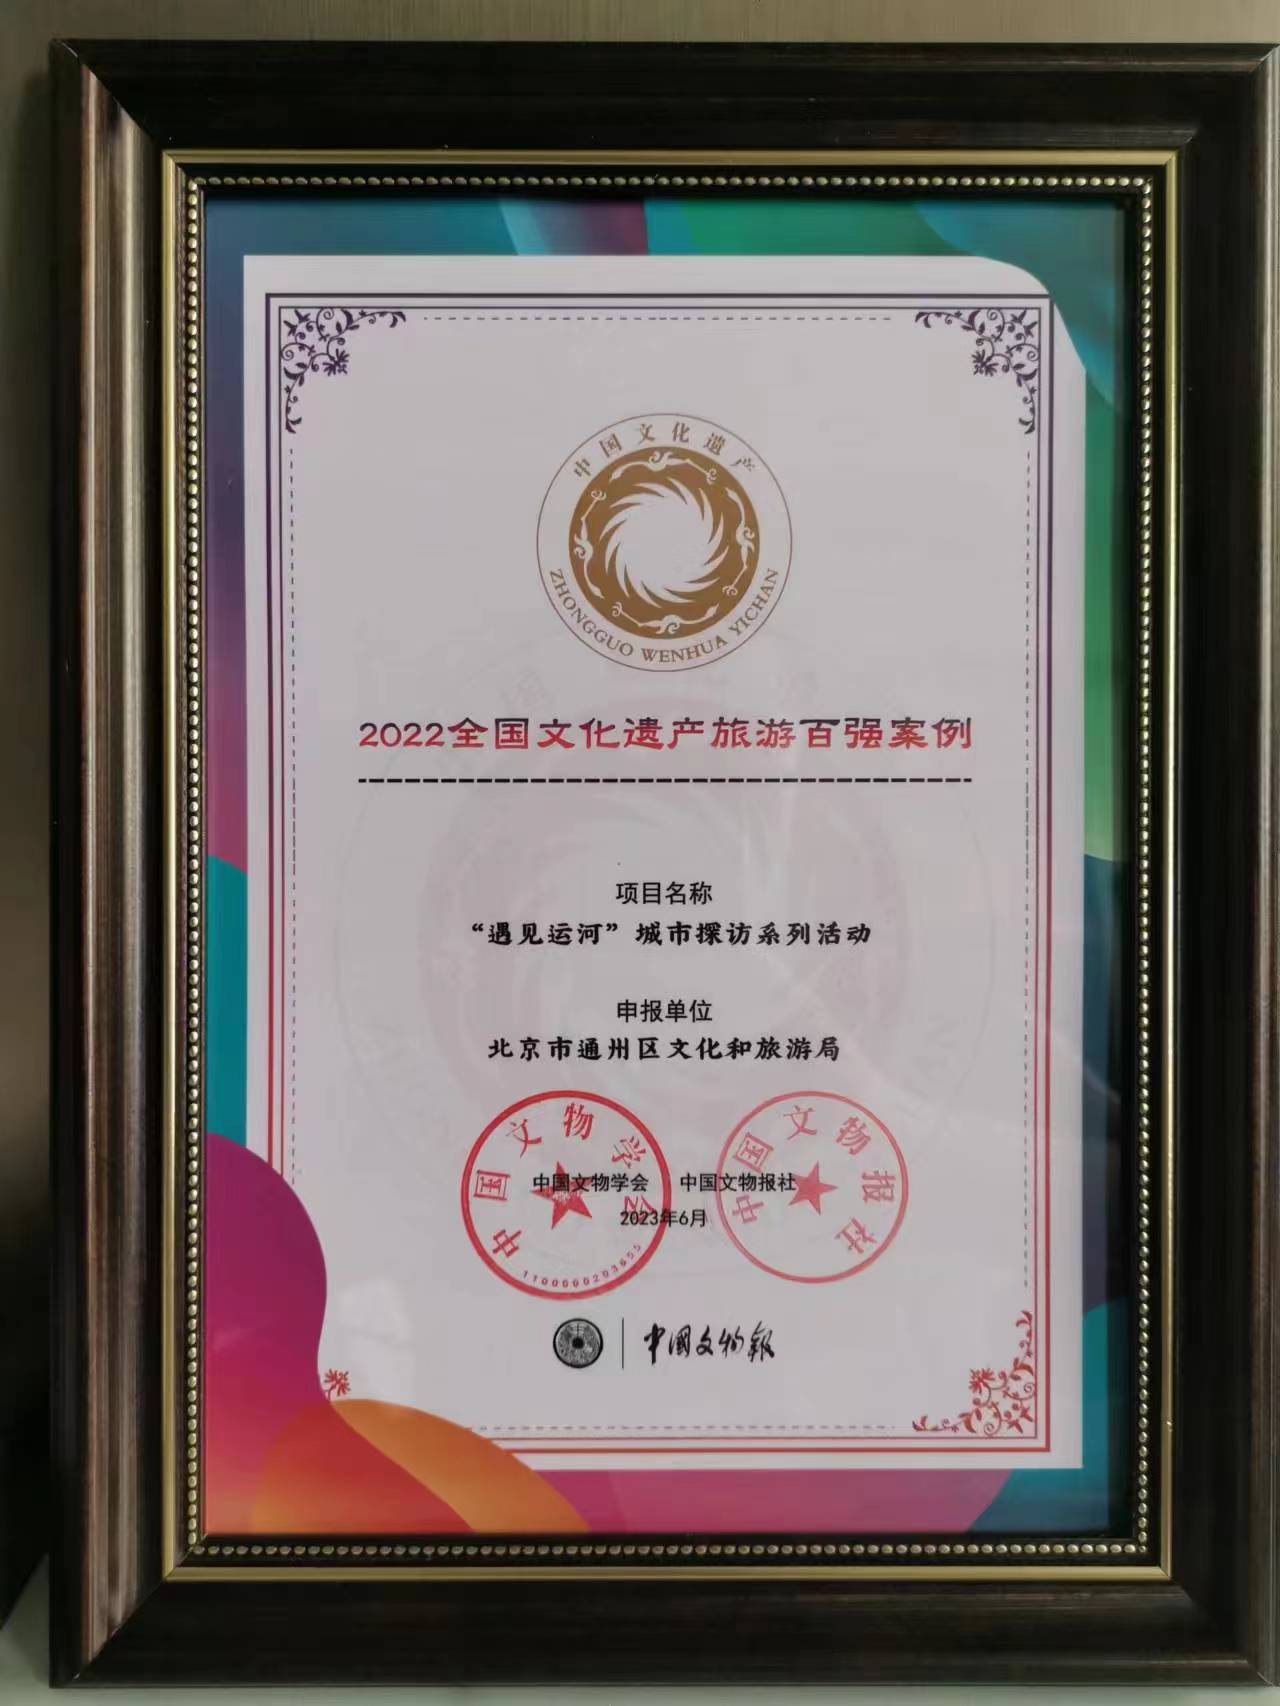 中国文化遗产
ZHONGGUO WENHUA YICHAN
2022全国文化遗产旅游百强案例
项目名称
“遇见运河”城市探访系列活动
申报单位
北京市通州区文化和旅游局
中国文物学会
中国文物报社
中国文物学会 中国文物报社
2023年6月
1100000203655
中國文物報